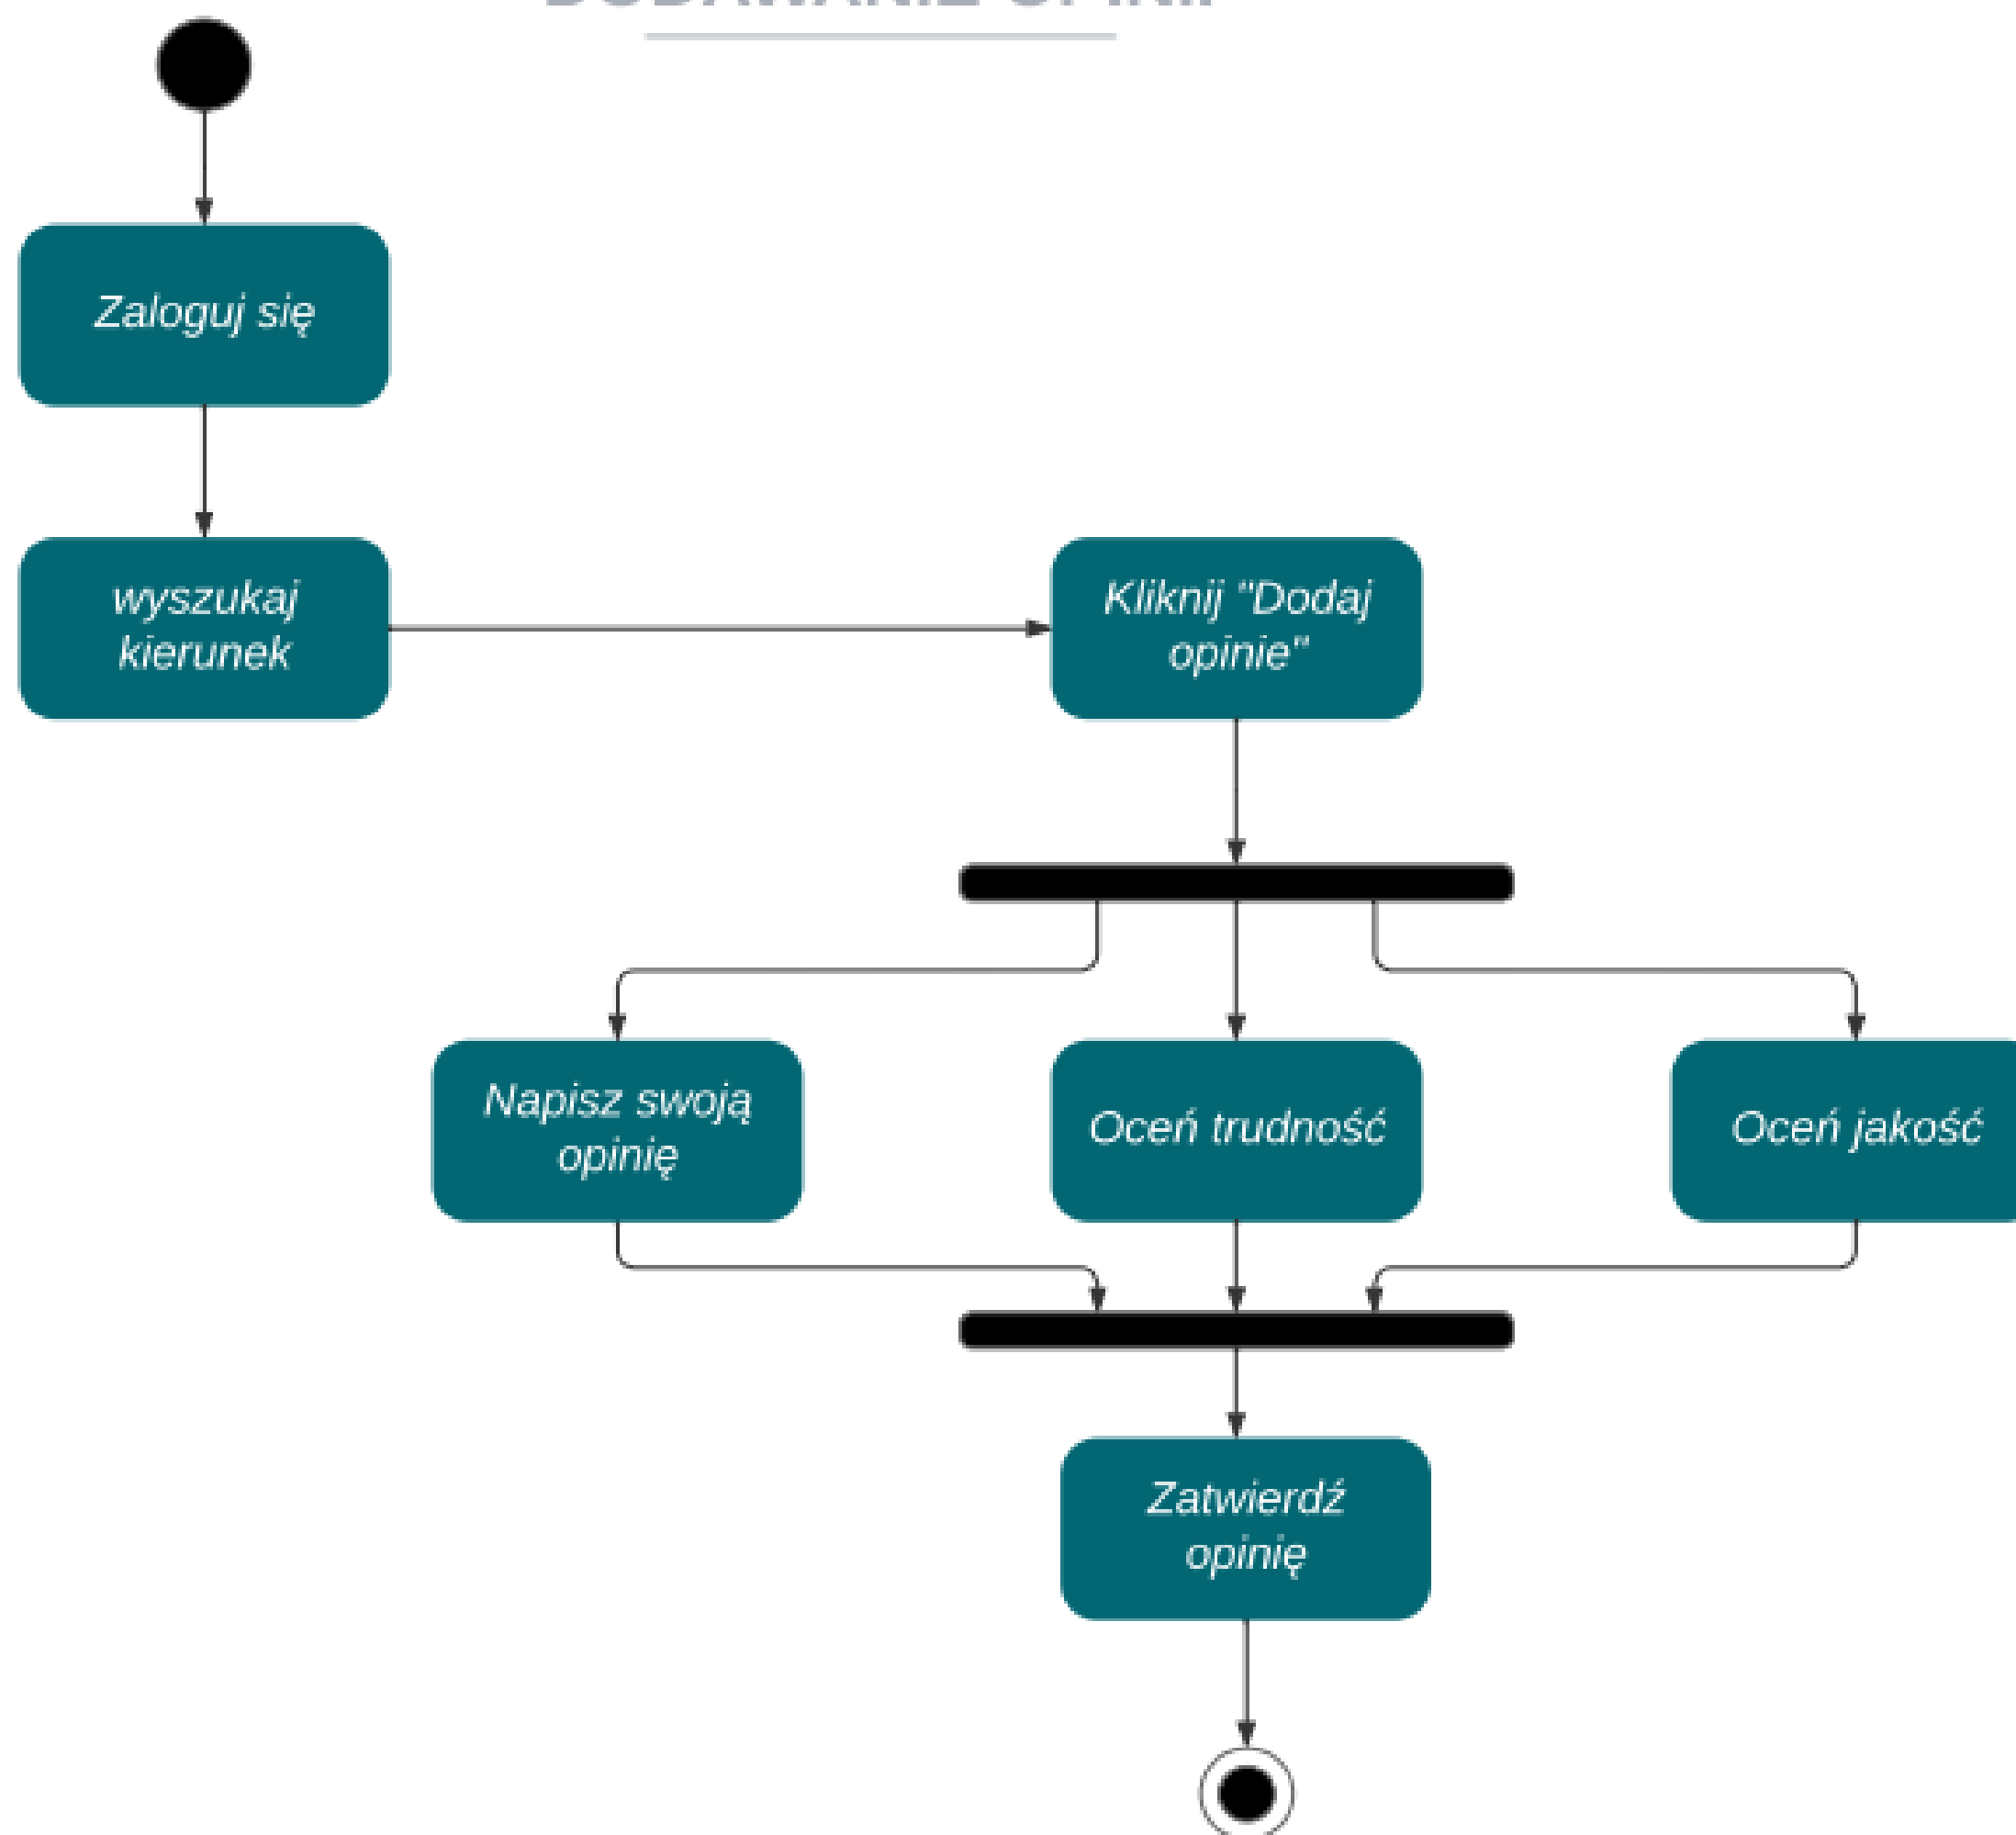 Zaloguj się
wyszukaj
kierunek
Kliknij "Dodaj
opinie"
Napisz swoją
opinię
Oceń trudność
Oceń jakość
Zatwierdź
opinię